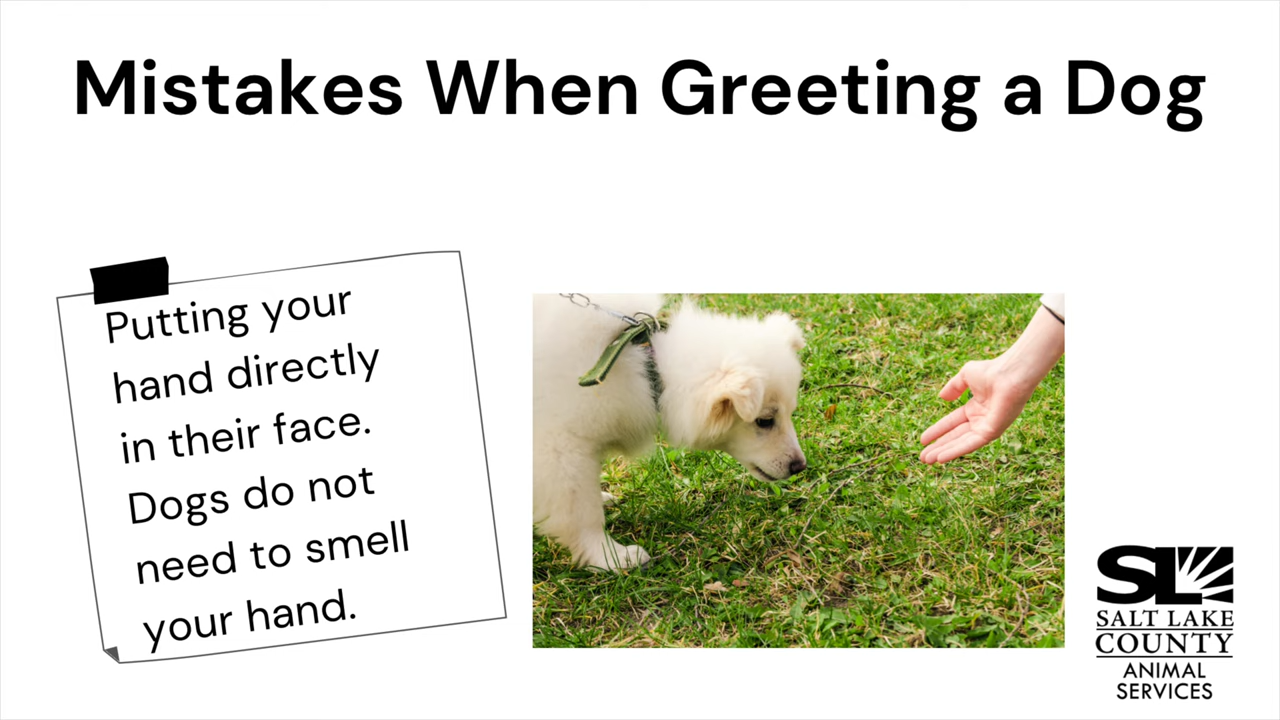 Mistakes When Greeting a Dog
Putting your
hand directly
in their face.
Dogs do not
need to smell
your hand.
SL
SALT LAKE
COUNTY
ANIMAL
SERVICES